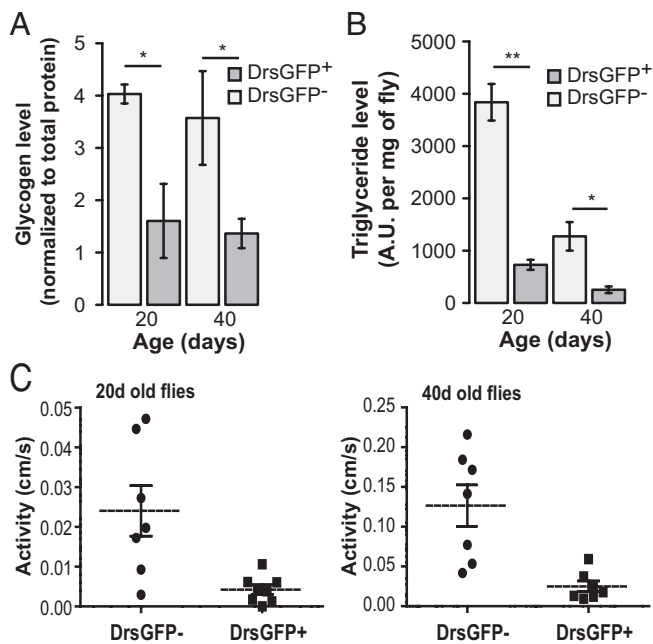 A
Glycogen level
(normalized to total protein)
5
4
3
2
1
0
*
*
DrsGFP+
DrsGFP-
20
40
Age (days)
B
Triglyceride level
(A.U. per mg of fly)
5000
4000
3000
2000
1000
0
**
*
DrsGFP+
DrsGFP-
20
40
Age (days)
C
20d old flies
Activity (cm/s)
0.05
0.04
0.03
0.02
0.01
0.00
DrsGFP-
DrsGFP+
40d old flies
Activity (cm/s)
0.25
0.20
0.15
0.10
0.05
0.00
DrsGFP-
DrsGFP+